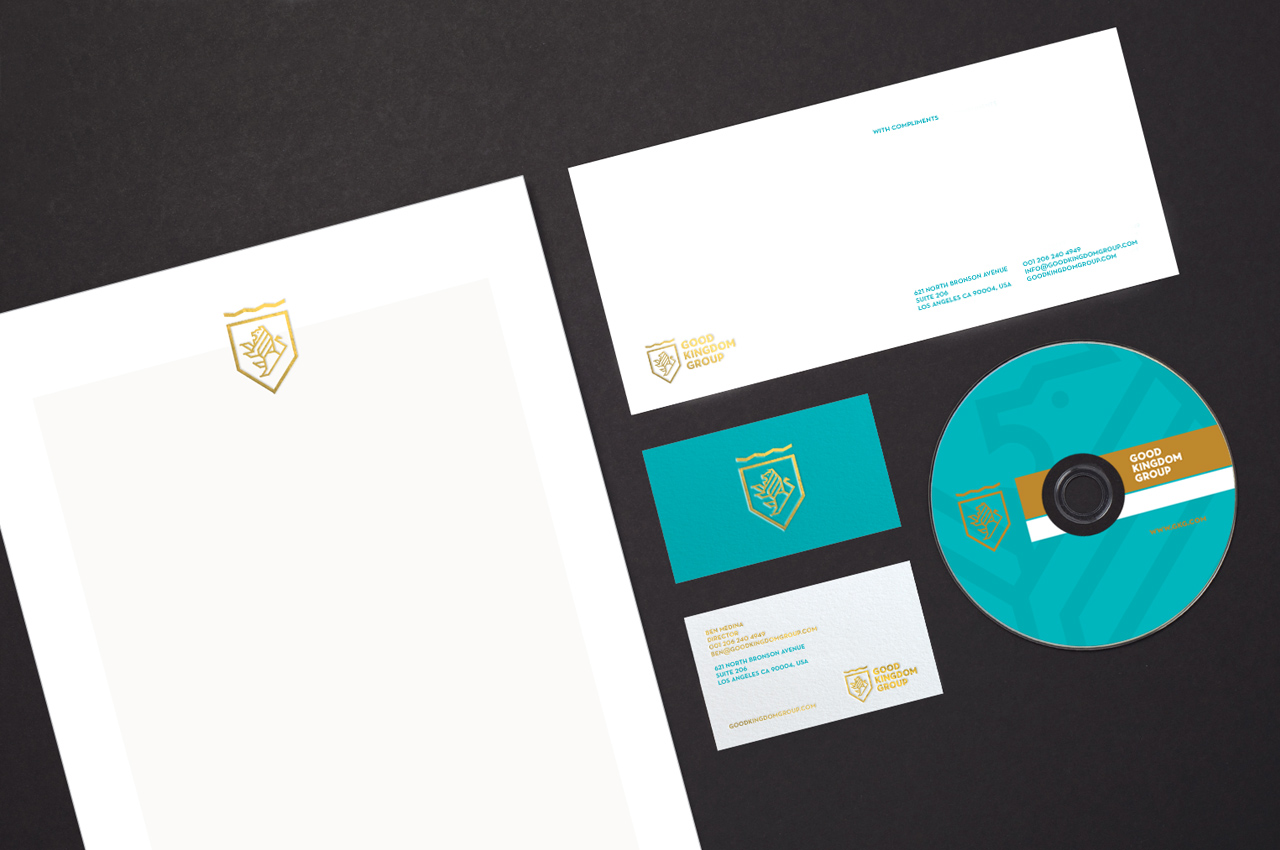 WITH COMPLIMENTS
621 NORTH BRONSON AVENUE
SUITE 206
LOS ANGELES CA 90004, USA
001 206 240 4949
INFO@GOODKINGDOMGROUP.COM
GOODKINGDOMGROUP.COM
GOOD
KINGDOM
GROUP
GOOD
KINGDOM
GROUP
WWW.GKG.COM
BEN MEDINA
DIRECTOR
001 206 240 4949
BEN@GOODKINGDOMGROUP.COM
621 NORTH BRONSON AVENUE
SUITE 206
LOS ANGELES CA 90004, USA
GOOD
KINGDOM
GROUP
GOODKINGDOMGROUP.COM